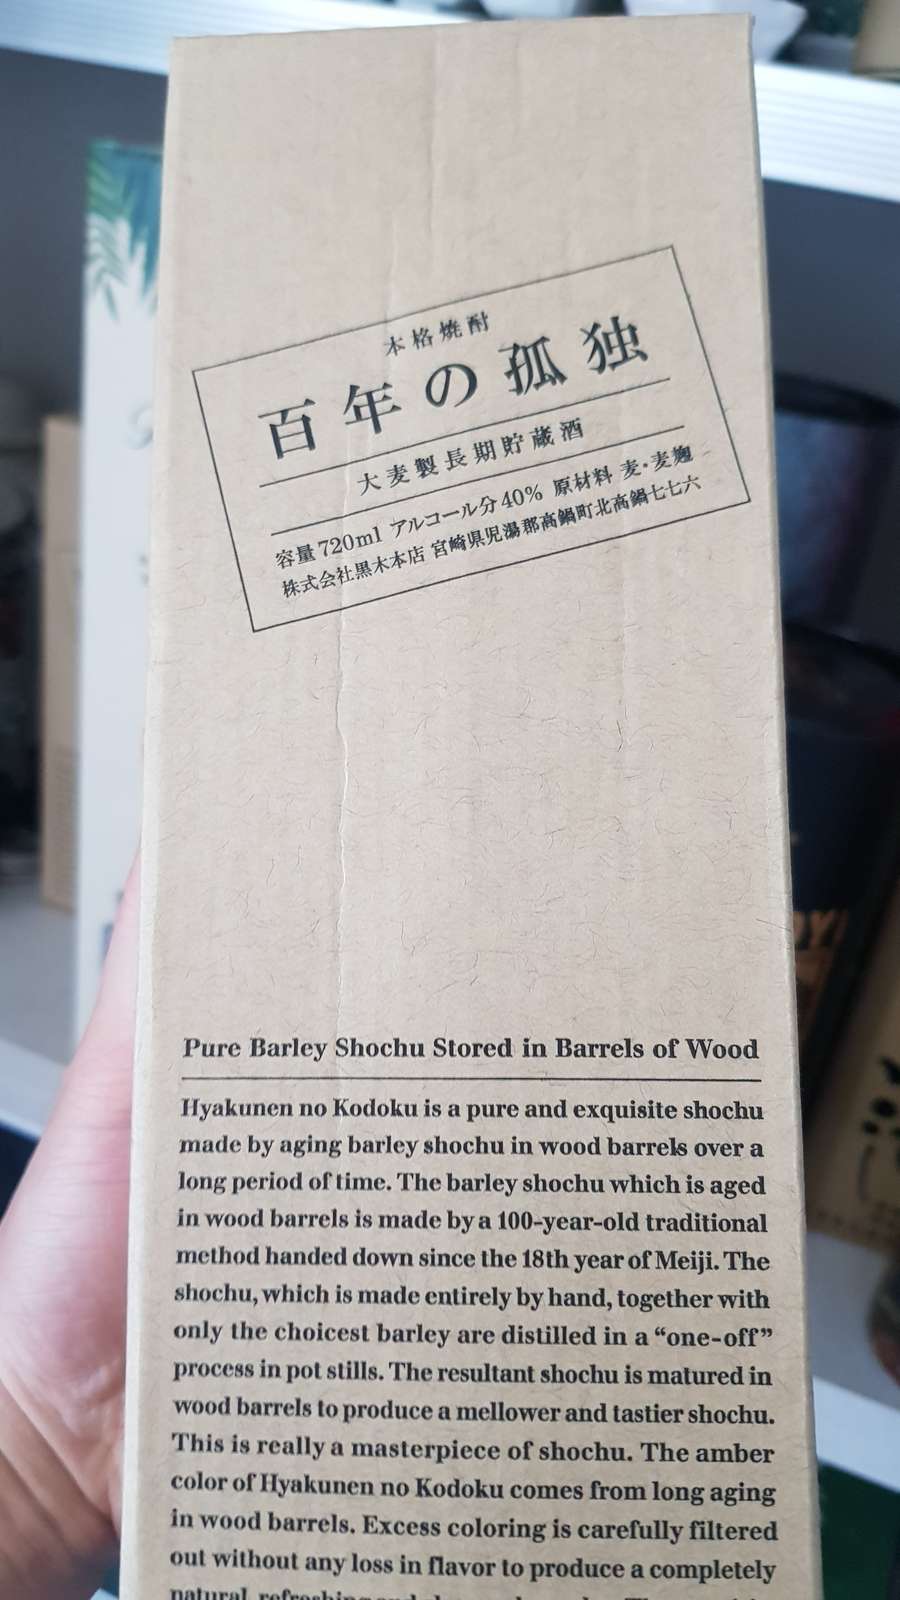 本格焼酎
百年の孤独
大麦製長期貯蔵酒
容量720ml アルコール分40% 原材料 麦・麦麹
株式会社黒木本店 宮崎県児湯郡高鍋町北高鍋七七六
Pure Barley Shochu Stored in Barrels of Wood
Hyakunen no Kodoku is a pure and exquisite shochu
made by aging barley shochu in wood barrels over a
long period of time. The barley shochu which is aged
in wood barrels is made by a 100-year-old traditional
method handed down since the 18th year of Meiji. The
shochu, which is made entirely by hand, together with
only the choicest barley are distilled in a “one-off”
process in pot stills. The resultant shochu is matured in
wood barrels to produce a mellower and tastier shochu.
This is really a masterpiece of shochu. The amber
color of Hyakunen no Kodoku comes from long aging
in wood barrels. Excess coloring is carefully filtered
out without any loss in flavor to produce a completely
natural, refreshing